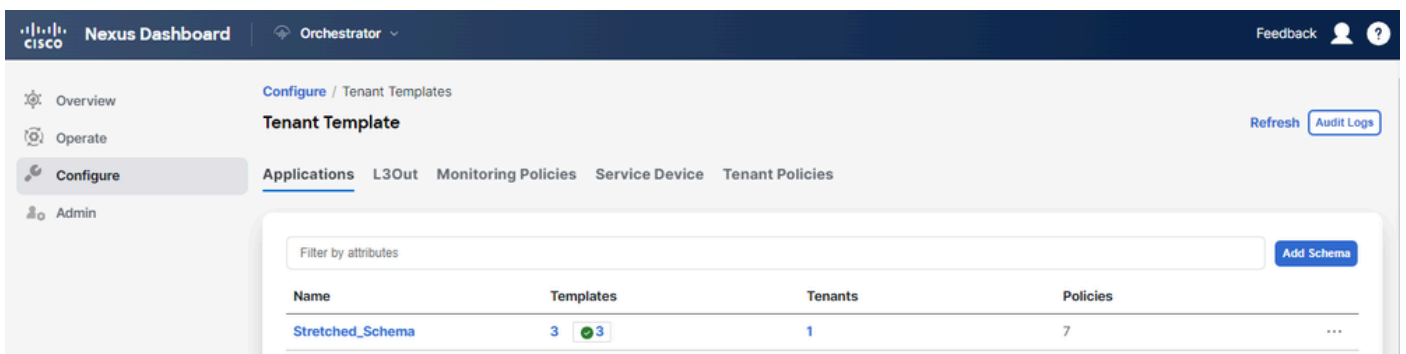 cisco Nexus Dashboard Orchestrator Feedback ?
Overview
Operate
Configure
Admin
Configure / Tenant Templates
Tenant Template
Refresh Audit Logs
Applications L3Out Monitoring Policies Service Device Tenant Policies
Filter by attributes Add Schema
Name Templates Tenants Policies
Stretched_Schema 3 3 1 7 ...